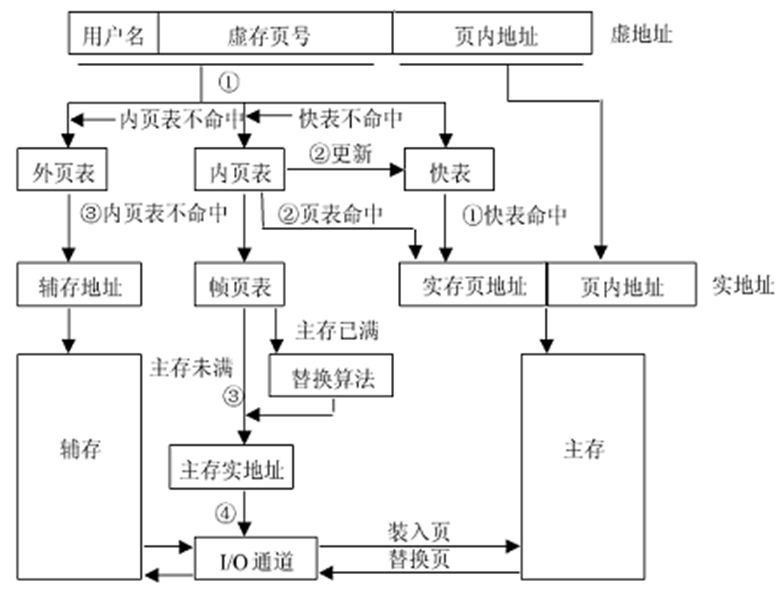 用户名 虚存页号 页内地址 虚地址
①
内页表不命中 快表不命中
外页表 内页表 ②更新 快表
③内页表不命中 ②页表命中 ①快表命中
辅存地址 帧页表 实存页地址 页内地址 实地址
主存已满
主存未满 替换算法
③
辅存 主存实地址 主存
④
装入页
I/O 通道 替换页